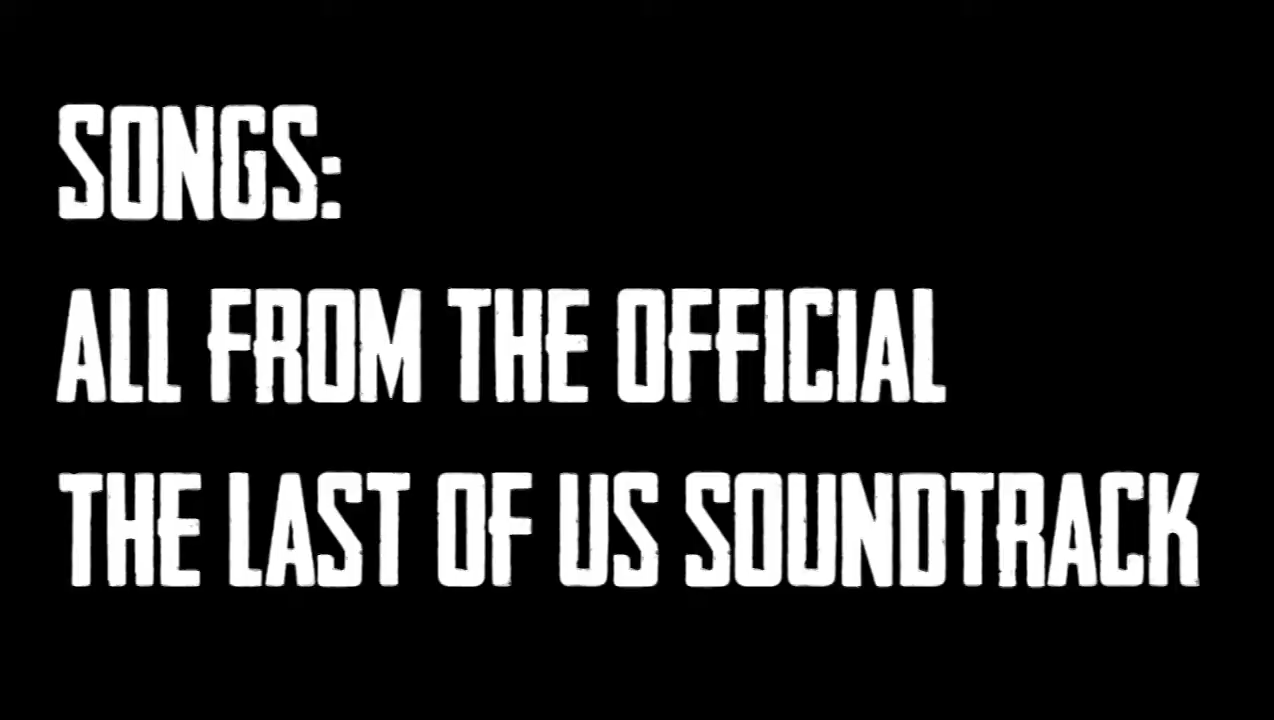 SONGS:
ALL FROM THE OFFICIAL
THE LAST OF US SOUNDTRACK